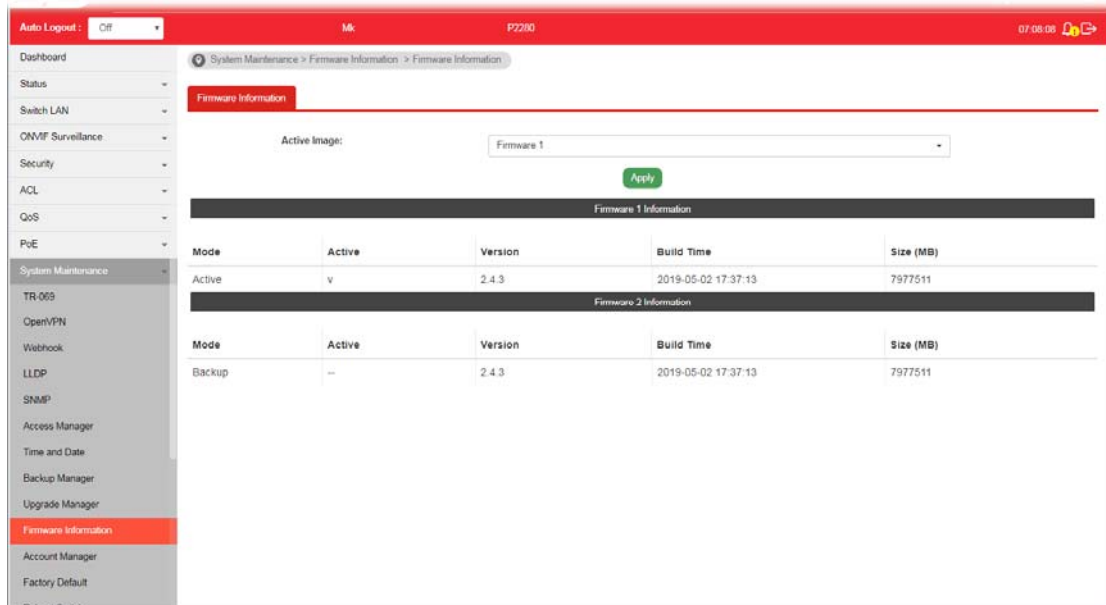 Auto Logout : Off Mk P2280 07:08:08
Dashboard
System Maintenance > Firmware Information > Firmware Information
Status
Switch LAN
ONVIF Surveillance
Security
ACL
QoS
PoE
System Maintenance
TR-069
OpenVPN
Webhook
LLDP
SNMP
Access Manager
Time and Date
Backup Manager
Upgrade Manager
Firmware Information
Account Manager
Factory Default
Firmware Information
Active Image: Firmware 1
Apply
Firmware 1 Information
Mode Active Version Build Time Size (MB)
Active v 2.4.3 2019-05-02 17:37:13 7977511
Firmware 2 Information
Mode Active Version Build Time Size (MB)
Backup -- 2.4.3 2019-05-02 17:37:13 7977511